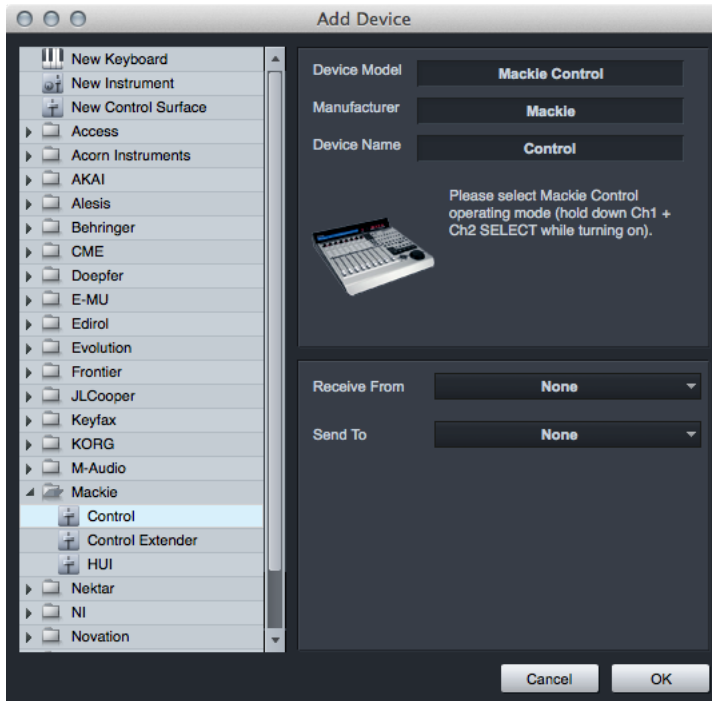 Add Device
New Keyboard
New Instrument
New Control Surface
Access
Acorn Instruments
AKAI
Alesis
Behringer
CME
Doepfer
E-MU
Edirol
Evolution
Frontier
JLCooper
Keyfax
KORG
M-Audio
Mackie
Control
Control Extender
HUI
Nektar
NI
Novation
Device Model
Mackie Control
Manufacturer
Mackie
Device Name
Control
Please select Mackie Control
operating mode (hold down Ch1 +
Ch2 SELECT while turning on).
Receive From
None
Send To
None
Cancel
OK